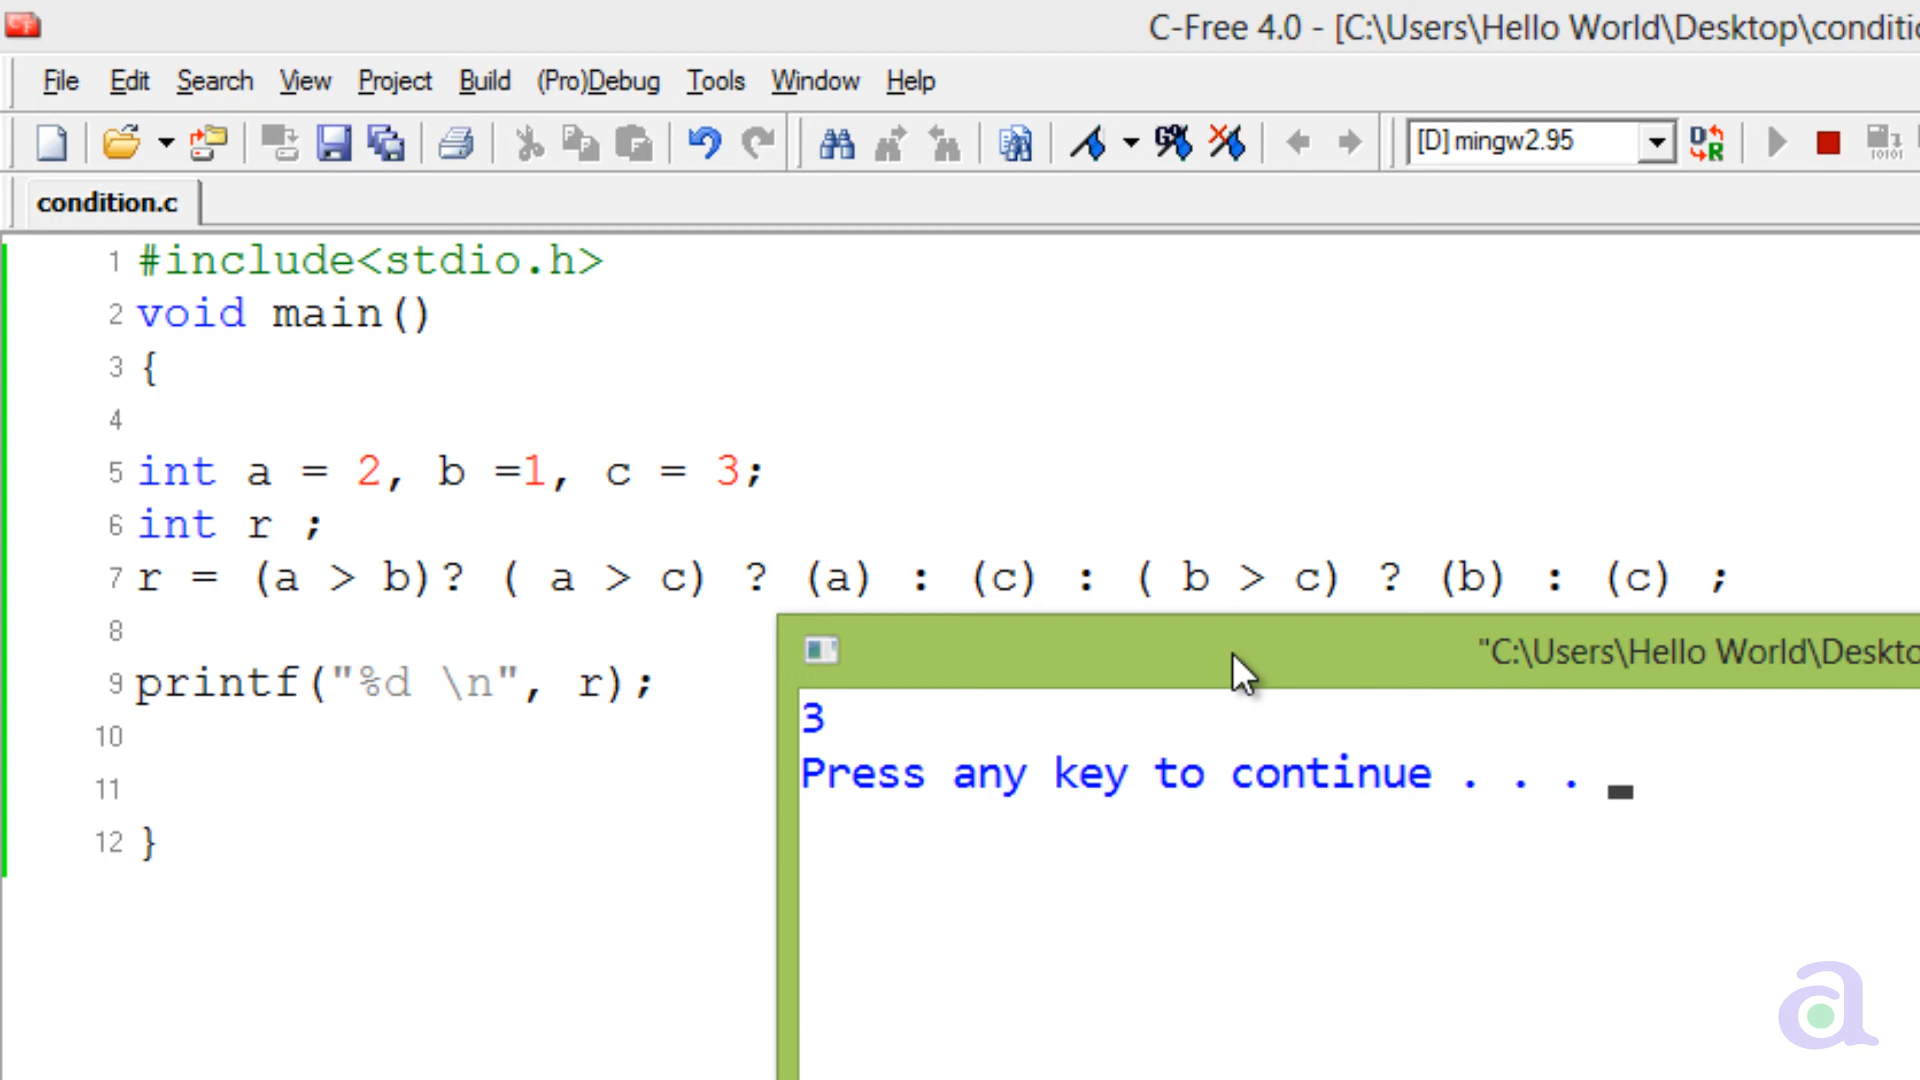 C-Free 4.0 - [C:\Users\Hello World\Desktop\conditio
File Edit Search View Project Build (Pro)Debug Tools Window Help
[D] mingw2.95
condition.c
1 #include<stdio.h>
2 void main()
3 {
4
5 int a = 2, b =1, c = 3;
6 int r ;
7 r = (a > b)? ( a > c) ? (a) : (c) : ( b > c) ? (b) : (c) ;
8
"C:\Users\Hello World\Deskto
9 printf("%d \n", r);
3
10
Press any key to continue . . .
11
12 }
a